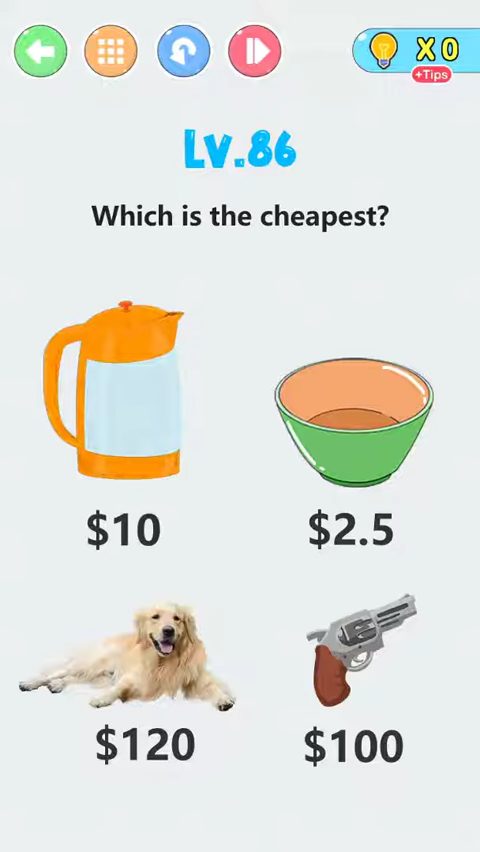 X 0
+Tips
Lv.86
Which is the cheapest?
$10
$2.5
$120
$100